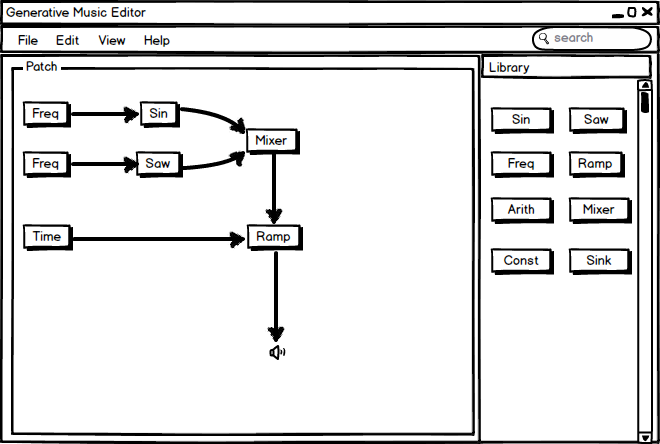 Generative Music Editor
File Edit View Help
search
Patch
Library
Freq
Sin
Mixer
Freq
Saw
Time
Ramp
Sin
Saw
Freq
Ramp
Arith
Mixer
Const
Sink